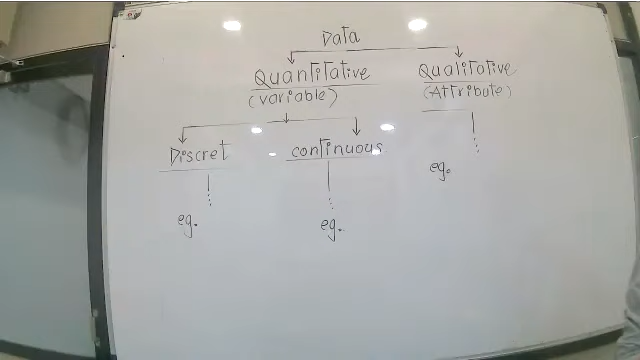 Data
Quantitative Qualitative
(variable) (Attribute)
Discret continuous
eg.
eg. eg.